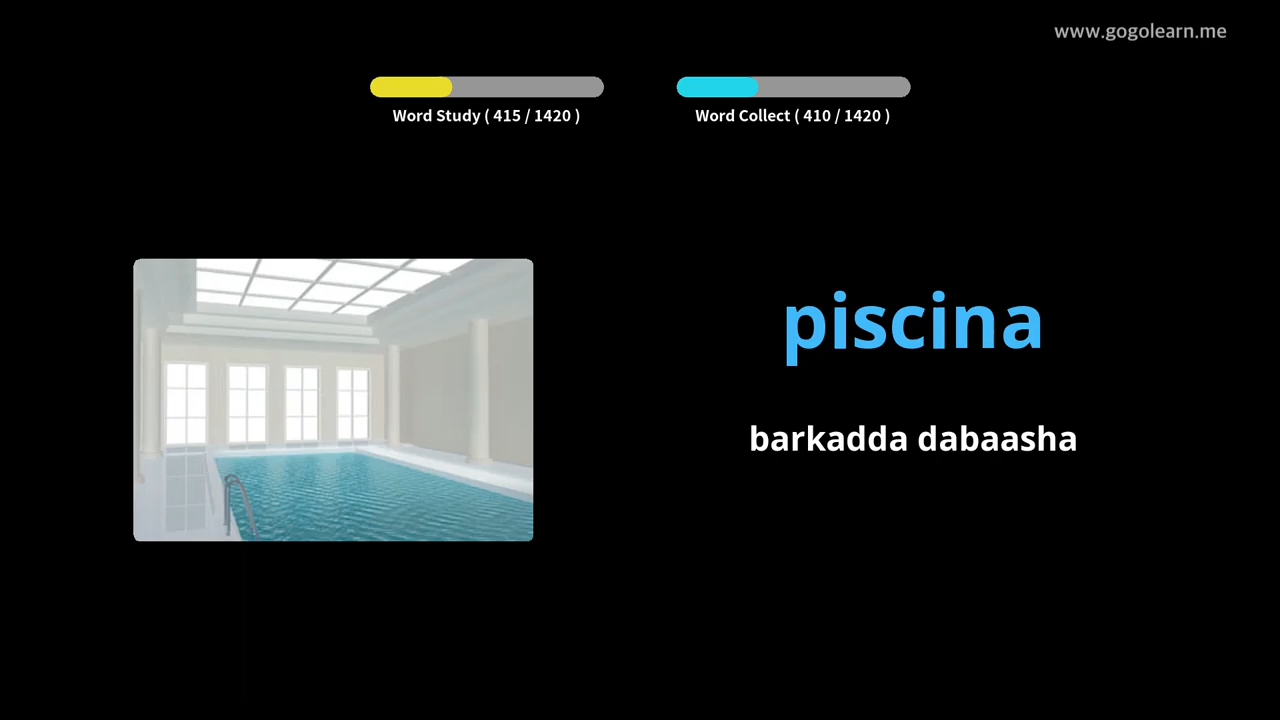 www.gogolearn.me
Word Study ( 415 / 1420 )
Word Collect ( 410 / 1420 )
piscina
barkadda dabaasha